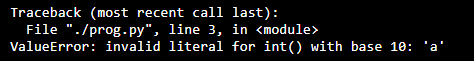 Traceback (most recent call last):
  File "./prog.py", line 3, in <module>
ValueError: invalid literal for int() with base 10: 'a'